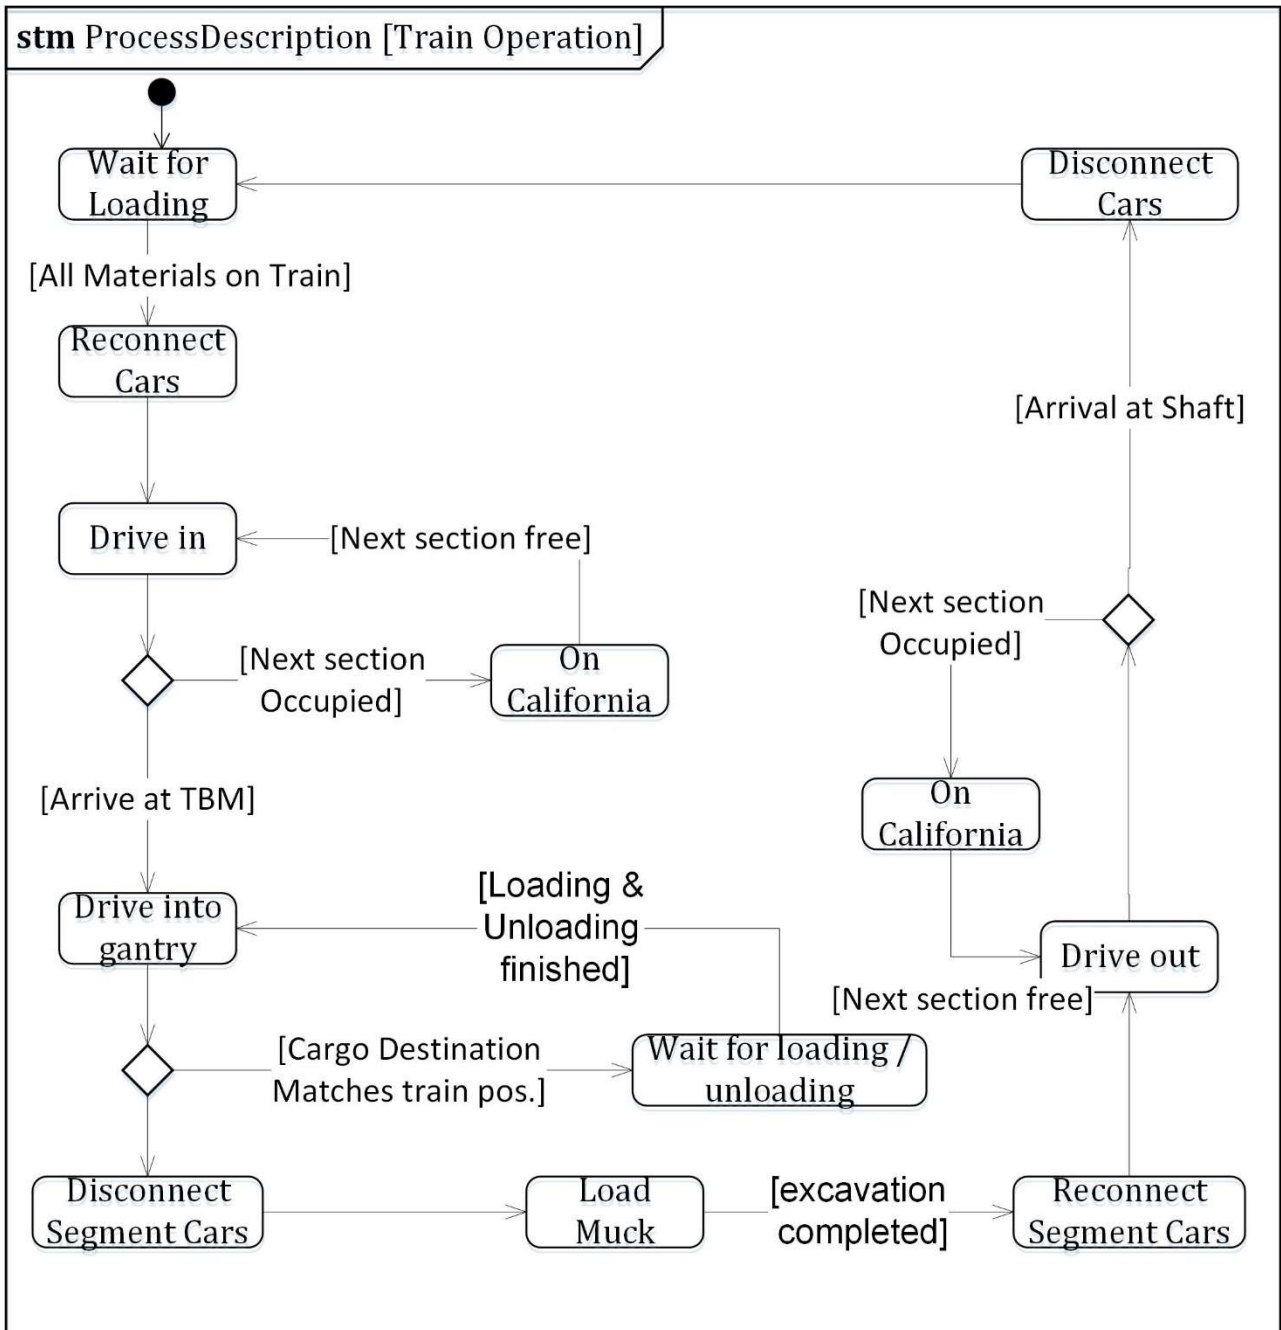 stm ProcessDescription [Train Operation]
Wait for
Loading
Disconnect
Cars
[All Materials on Train]
Reconnect
Cars
[Arrival at Shaft]
Drive in
[Next section free]
[Next section
Occupied]
On
California
[Next section
Occupied]
[Arrive at TBM]
On
California
Drive into
gantry
[Loading &
Unloading
finished]
Drive out
[Next section free]
[Cargo Destination
Matches train pos.]
Wait for loading /
unloading
Disconnect
Segment Cars
Load
Muck
[excavation
completed]
Reconnect
Segment Cars